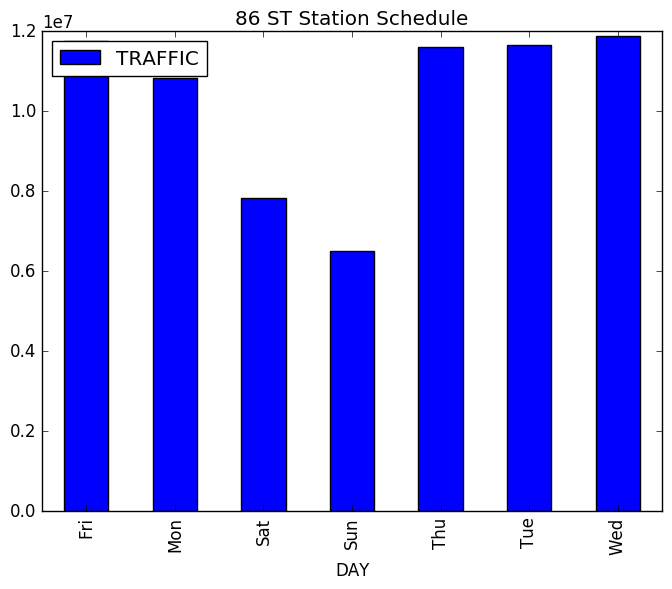 86 ST Station Schedule
1e7
TRAFFIC
1.2
1.0
0.8
0.6
0.4
0.2
0.0
Fri Mon Sat Sun Thu Tue Wed
DAY